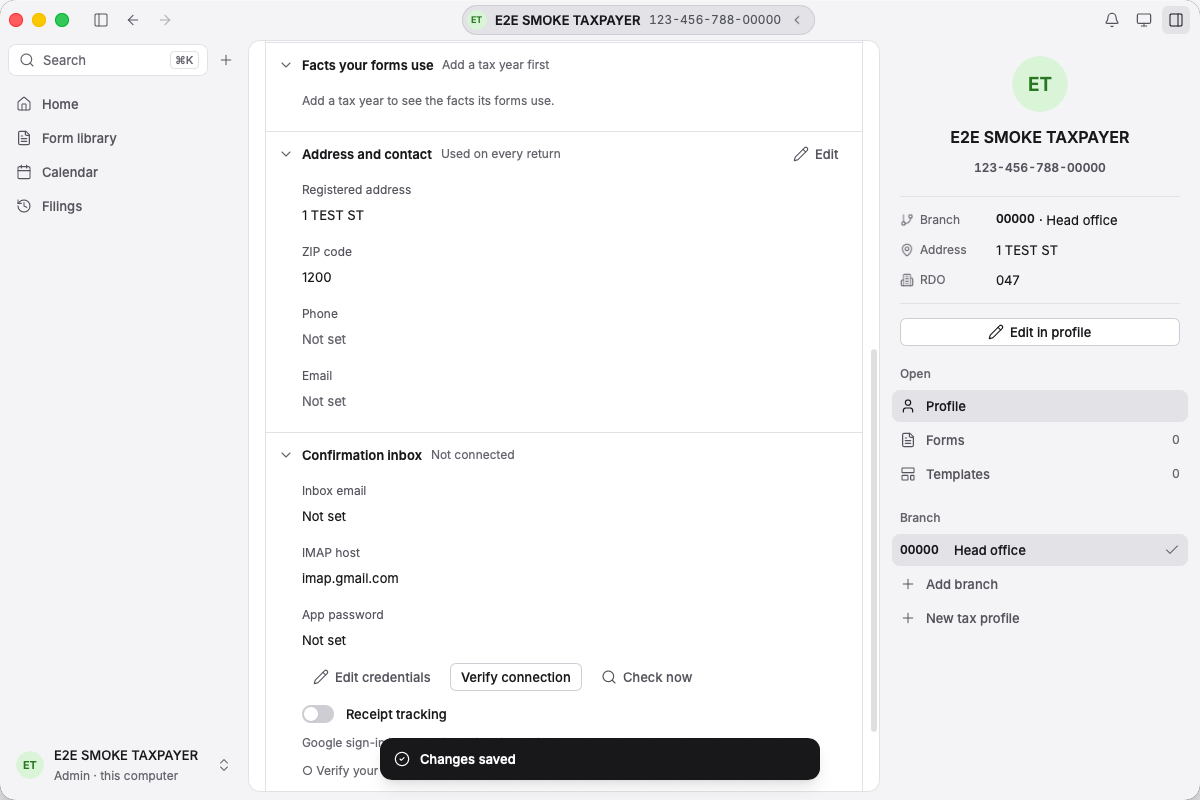 ET E2E SMOKE TAXPAYER 123-456-788-00000
Search ⌘K
Home
Form library
Calendar
Filings
ET E2E SMOKE TAXPAYER
Admin · this computer
Facts your forms use Add a tax year first
Add a tax year to see the facts its forms use.
Address and contact Used on every return Edit
Registered address
1 TEST ST
ZIP code
1200
Phone
Not set
Email
Not set
Confirmation inbox Not connected
Inbox email
Not set
IMAP host
imap.gmail.com
App password
Not set
Edit credentials Verify connection Check now
Receipt tracking
Google sign-in
Verify your
Changes saved
ET
E2E SMOKE TAXPAYER
123-456-788-00000
Branch 00000 · Head office
Address 1 TEST ST
RDO 047
Edit in profile
Open
Profile
Forms 0
Templates 0
Branch
00000 Head office
Add branch
New tax profile